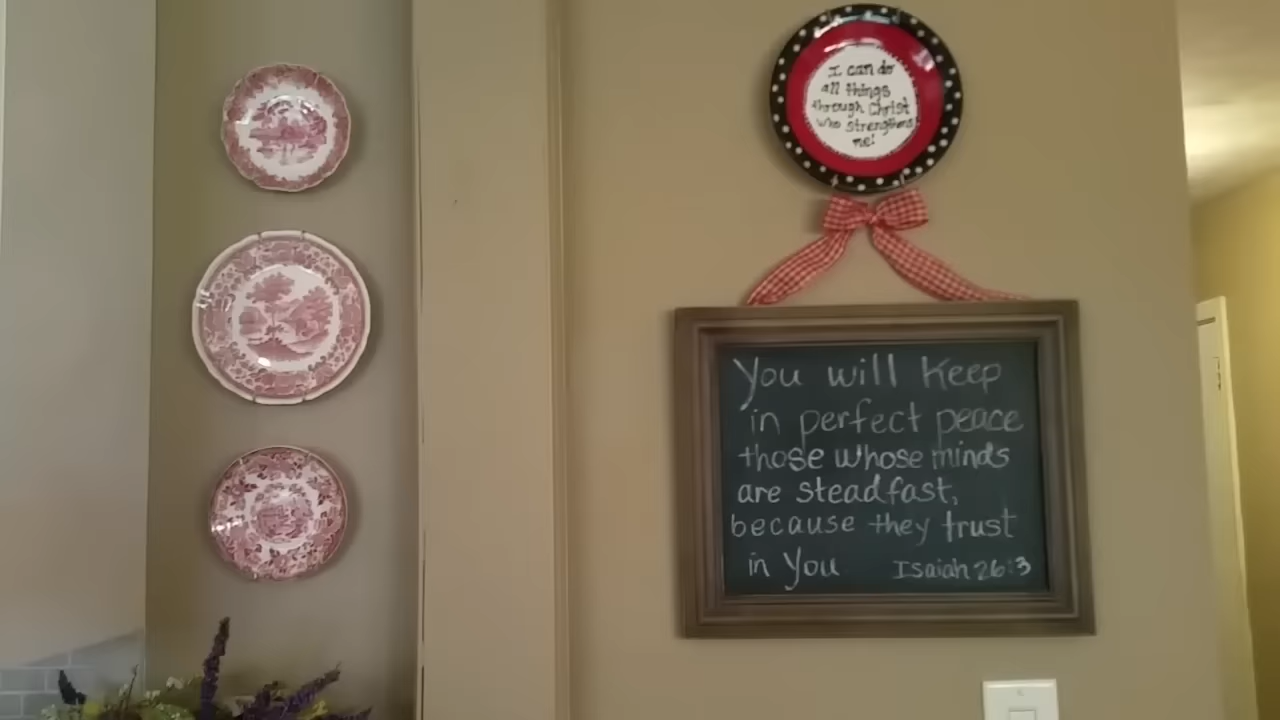 I can do
all things
through Christ
who strengthens
me!
You will keep
in perfect peace
those whose minds
are steadfast,
because they trust
in You Isaiah 26:3